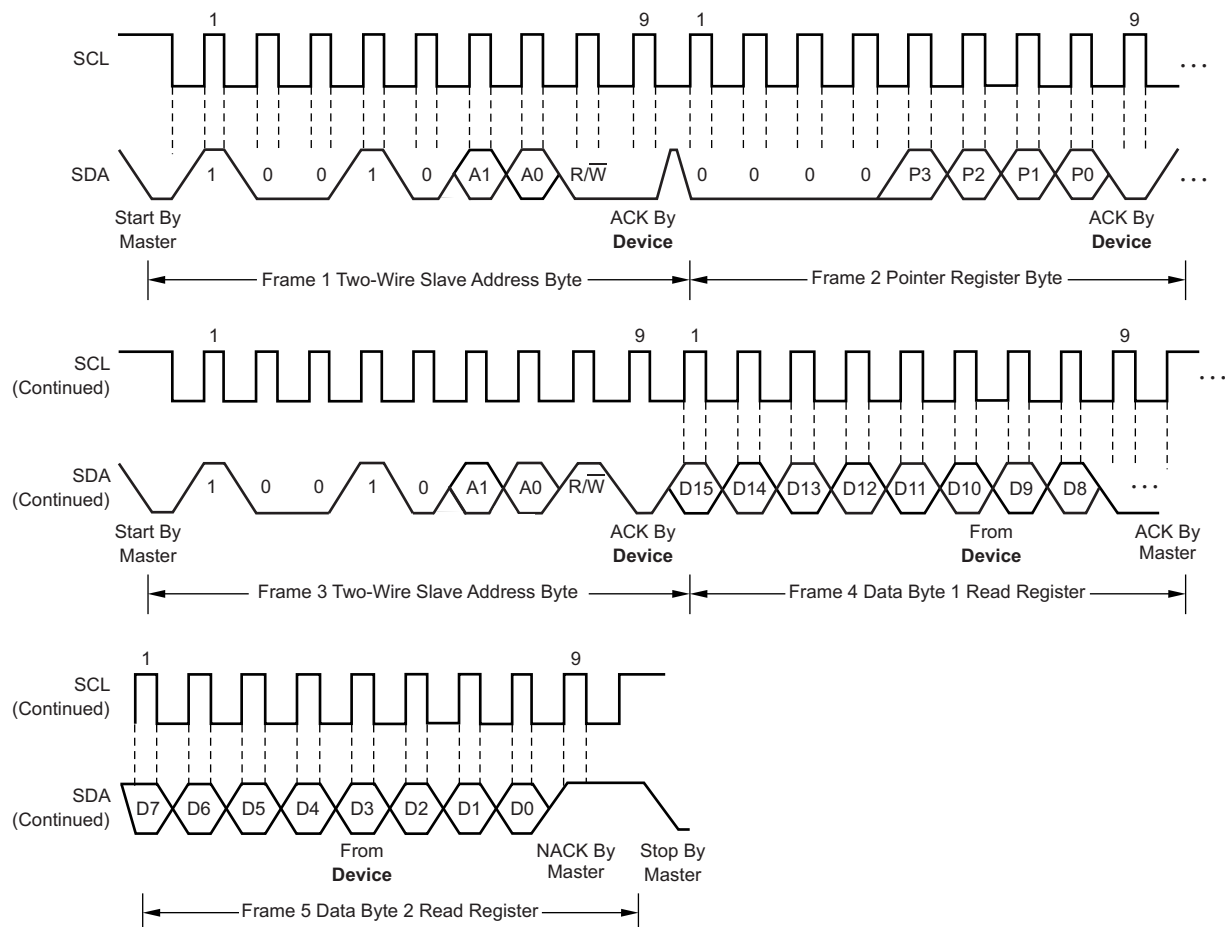 1 9 1 9
SCL
...
SDA
1 0 0 1 0 A1 A0 R/W̅ 0 0 0 0 P3 P2 P1 P0 ...
Start By
Master
ACK By
Device
ACK By
Device
Frame 1 Two-Wire Slave Address Byte
Frame 2 Pointer Register Byte
1 9 1 9
SCL
(Continued)
...
SDA
(Continued)
1 0 0 1 0 A1 A0 R/W̅ D15 D14 D13 D12 D11 D10 D9 D8 ...
Start By
Master
ACK By
Device
From
Device
ACK By
Master
Frame 3 Two-Wire Slave Address Byte
Frame 4 Data Byte 1 Read Register
1 9
SCL
(Continued)
SDA
(Continued)
D7 D6 D5 D4 D3 D2 D1 D0
From
Device
NACK By
Master
Stop By
Master
Frame 5 Data Byte 2 Read Register